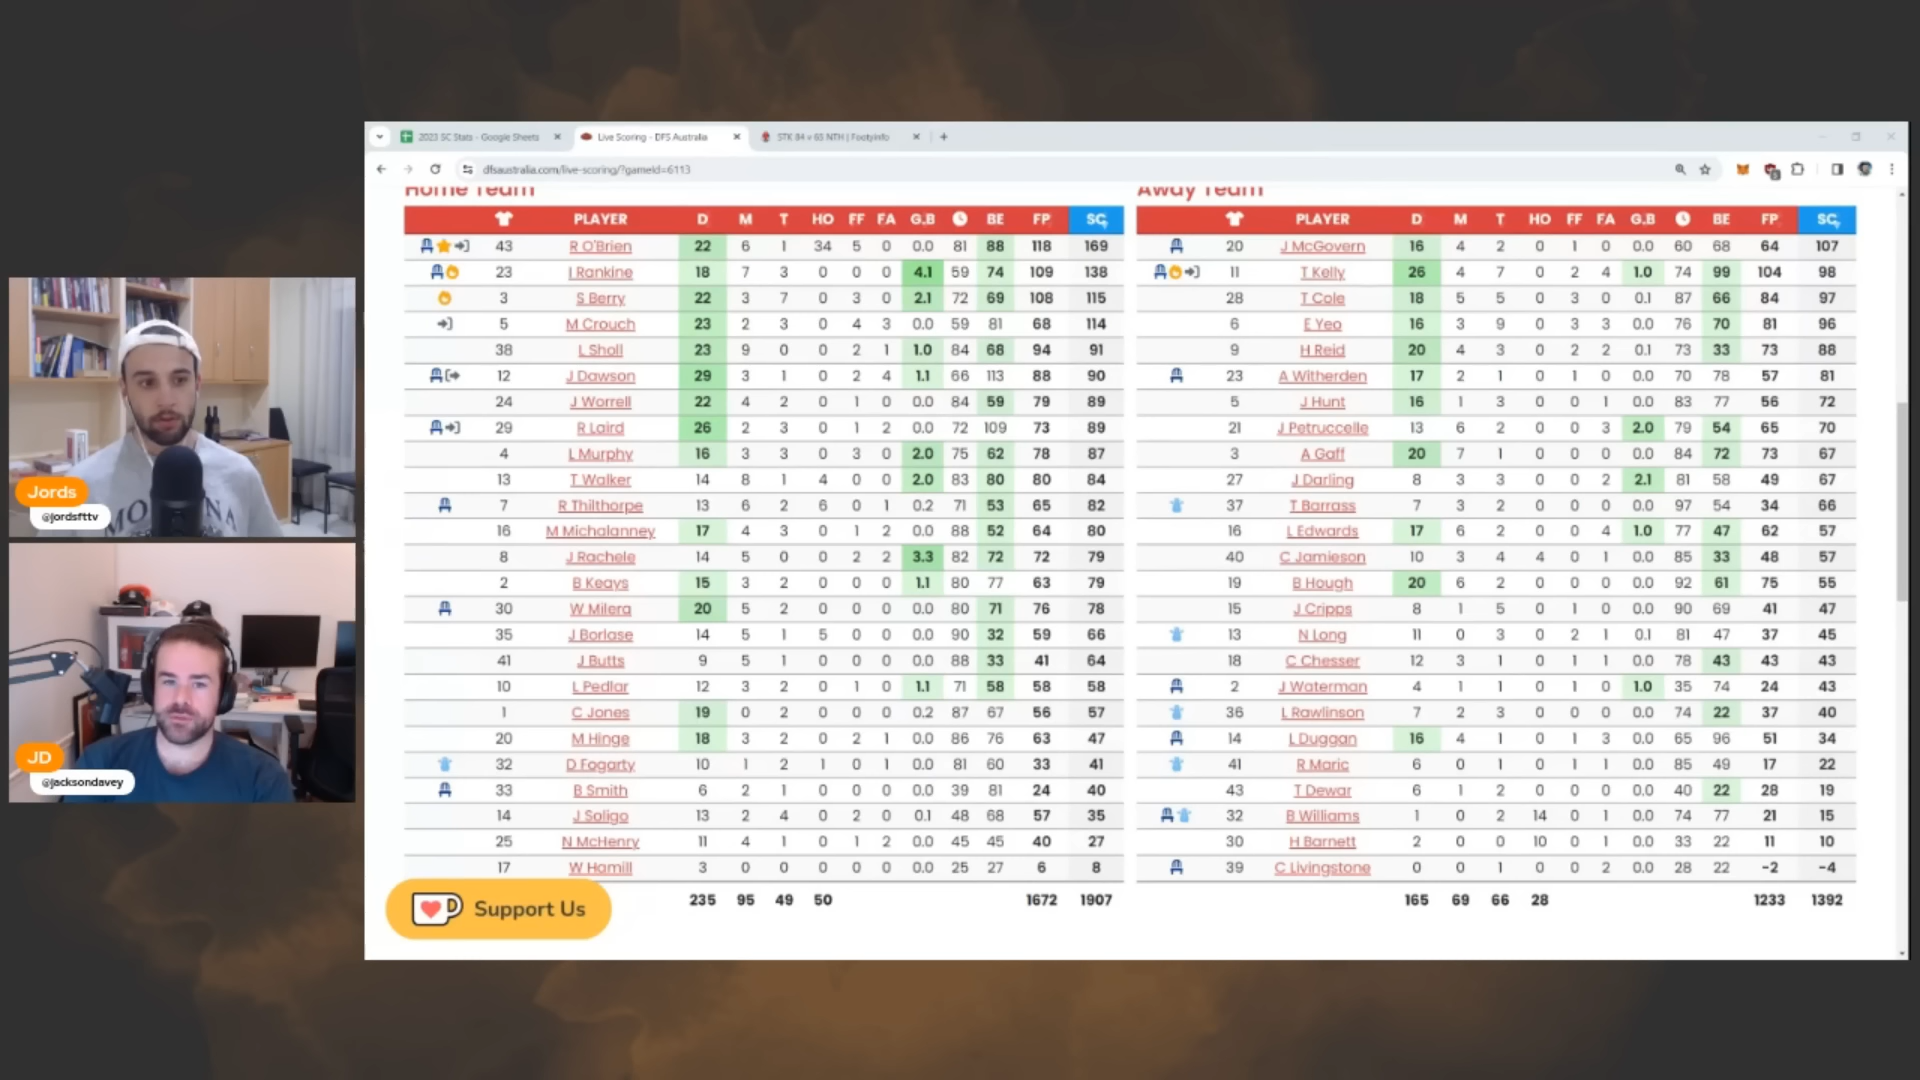 2023 SC Stats - Google Sheets
Live Scoring - DFS Australia
STK 84 v 65 NTH | FootyInfo
dfsaustralia.com/live-scoring/?gameId=6113
Home Team
PLAYER D M T HO FF FA G.B BE FP SC
43 R O'Brien 22 6 1 34 5 0 0.0 81 88 118 169
23 I Rankine 18 7 3 0 0 0 4.1 59 74 109 138
3 S Berry 22 3 7 0 3 0 2.1 72 69 108 115
5 M Crouch 23 2 3 0 4 3 0.0 59 81 68 114
38 L Sholl 23 9 0 0 2 1 1.0 84 68 94 91
12 J Dawson 29 3 1 0 2 4 1.1 66 113 88 90
24 J Worrell 22 4 2 0 1 0 0.0 84 59 79 89
29 R Laird 26 2 3 0 1 2 0.0 72 109 73 89
4 L Murphy 16 3 3 0 3 0 2.0 75 62 78 87
13 T Walker 14 8 1 4 0 0 2.0 83 80 80 84
7 R Thilthorpe 13 6 2 6 0 1 0.2 71 53 65 82
16 M Michalanney 17 4 3 0 1 2 0.0 88 52 64 80
8 J Rachele 14 5 0 0 2 2 3.3 82 72 72 79
2 B Keays 15 3 2 0 0 0 1.1 80 77 63 79
30 W Milera 20 5 2 0 0 0 0.0 80 71 76 78
35 J Borlase 14 5 1 5 0 0 0.0 90 32 59 66
41 J Butts 9 5 1 0 0 0 0.0 88 33 41 64
10 L Pedlar 12 3 2 0 1 0 1.1 71 58 58 58
1 C Jones 19 0 2 0 0 0 0.2 87 67 56 57
20 M Hinge 18 3 2 0 2 1 0.0 86 76 63 47
32 D Fogarty 10 1 2 1 0 1 0.0 81 60 33 41
33 B Smith 6 2 1 0 0 0 0.0 39 81 24 40
14 J Soligo 13 2 4 0 2 0 0.1 48 68 57 35
25 N McHenry 11 4 1 0 1 2 0.0 45 45 40 27
17 W Hamill 3 0 0 0 0 0 0.0 25 27 6 8
235 95 49 50 1672 1907
Away Team
PLAYER D M T HO FF FA G.B BE FP SC
20 J McGovern 16 4 2 0 1 0 0.0 60 68 64 107
11 T Kelly 26 4 7 0 2 4 1.0 74 99 104 98
28 T Cole 18 5 5 0 3 0 0.1 87 66 84 97
6 E Yeo 16 3 9 0 3 3 0.0 76 70 81 96
9 H Reid 20 4 3 0 2 2 0.1 73 33 73 88
23 A Witherden 17 2 1 0 1 0 0.0 70 78 57 81
5 J Hunt 16 1 3 0 0 1 0.0 83 77 56 72
21 J Petruccelle 13 6 2 0 0 3 2.0 79 54 65 70
3 A Gaff 20 7 1 0 0 0 0.0 84 72 73 67
27 J Darling 8 3 3 0 0 2 2.1 81 58 49 67
37 T Barrass 7 3 2 0 0 0 0.0 97 54 34 66
16 L Edwards 17 6 2 0 0 4 1.0 77 47 62 57
40 C Jamieson 10 3 4 4 0 1 0.0 85 33 48 57
19 B Hough 20 6 2 0 0 0 0.0 92 61 75 55
15 J Cripps 8 1 5 0 1 0 0.0 90 69 41 47
13 N Long 11 0 3 0 2 1 0.1 81 47 37 45
18 C Chesser 12 3 1 0 1 1 0.0 78 43 43 43
2 J Waterman 4 1 1 0 1 0 1.0 35 74 24 43
36 L Rawlinson 7 2 3 0 0 0 0.0 74 22 37 40
14 L Duggan 16 4 1 0 1 3 0.0 65 96 51 34
41 R Maric 6 0 1 0 1 1 0.0 85 49 17 22
43 T Dewar 6 1 2 0 0 0 0.0 40 22 28 19
32 B Williams 1 0 2 14 0 1 0.0 74 77 21 15
30 H Barnett 2 0 0 10 0 1 0.0 33 22 11 10
39 C Livingstone 0 0 1 0 0 2 0.0 28 22 -2 -4
165 69 66 28 1233 1392
Support Us
Jords
@jordsfttv
JD
@jacksondavey